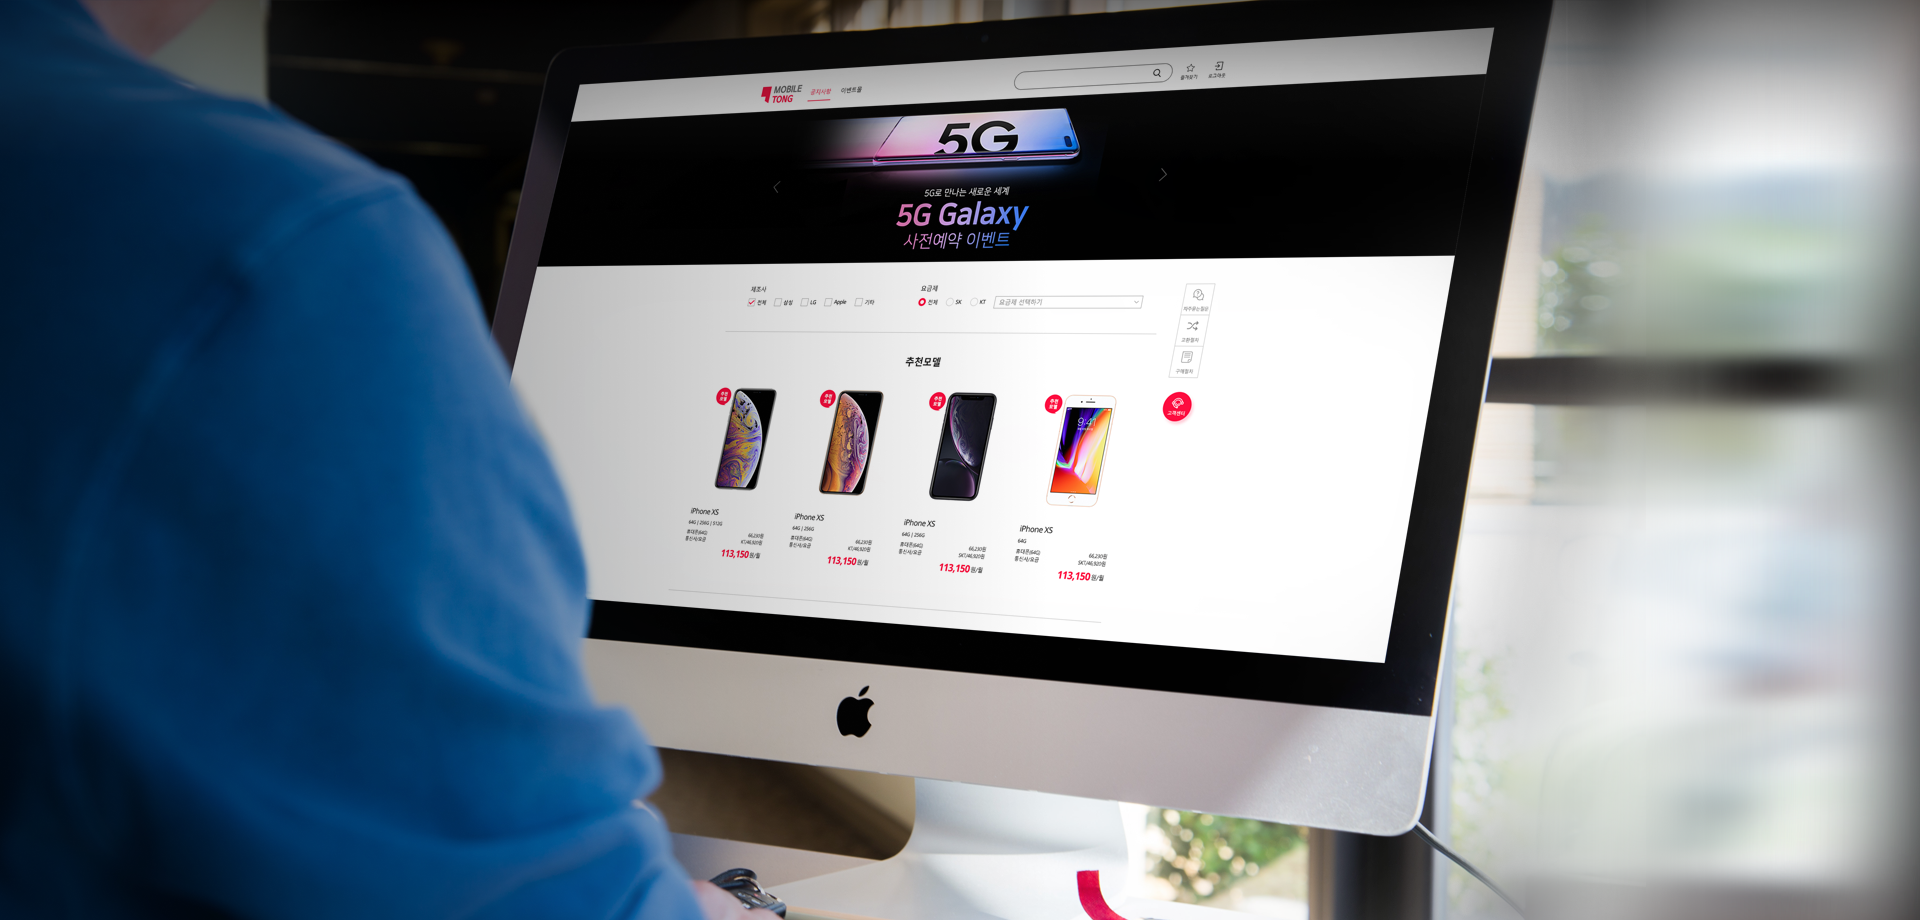 MOBILE
TONG
공지사항
이벤트몰
즐겨찾기
로그아웃
5G
5G로 만나는 새로운 세계
5G Galaxy
사전예약 이벤트
제조사
전체 삼성 LG Apple 기타
요금제
전체 SK KT 요금제 선택하기
자주묻는질문
교환절차
구매절차
고객센터
추천모델
추천
모델
iPhone XS
64G | 256G | 512G
휴대폰(64G) 66,230원
통신사/요금 KT/46,920원
113,150원/월
추천
모델
iPhone XS
64G | 256G
휴대폰(64G) 66,230원
통신사/요금 KT/46,920원
113,150원/월
추천
모델
iPhone XS
64G | 256G
휴대폰(64G) 66,230원
통신사/요금 SKT/46,920원
113,150원/월
추천
모델
9:41
iPhone XS
64G
휴대폰(64G) 66,230원
통신사/요금 SKT/46,920원
113,150원/월